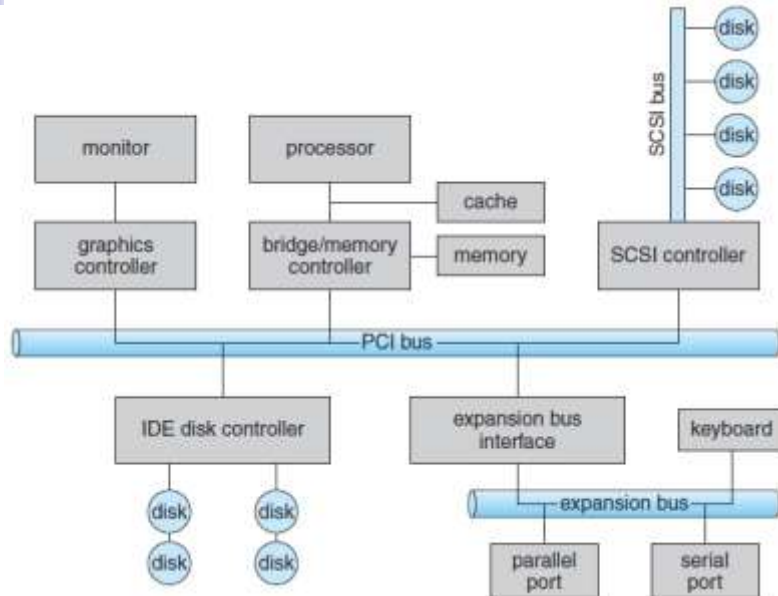 disk
disk
SCSI bus
disk
disk
monitor
processor
cache
graphics
controller
bridge/memory
controller
memory
SCSI controller
PCI bus
IDE disk controller
expansion bus
interface
keyboard
disk
disk
expansion bus
disk
disk
parallel
port
serial
port